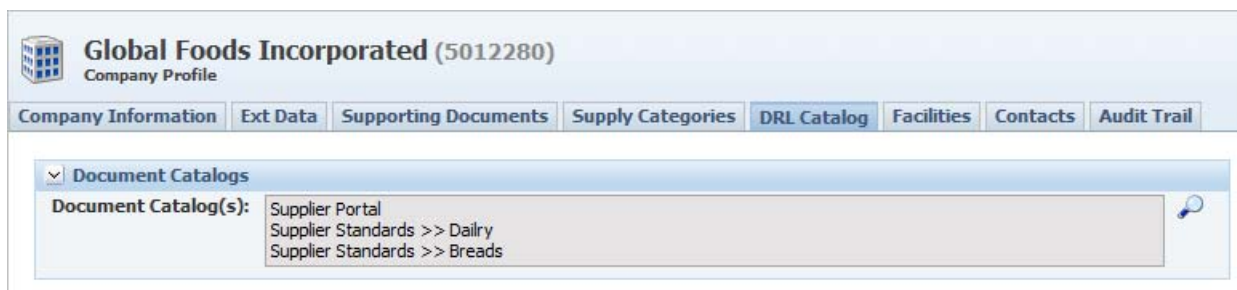 Global Foods Incorporated (5012280)
Company Profile
Company Information Ext Data Supporting Documents Supply Categories DRL Catalog Facilities Contacts Audit Trail
Document Catalogs
Document Catalog(s): Supplier Portal
Supplier Standards >> Dailry
Supplier Standards >> Breads